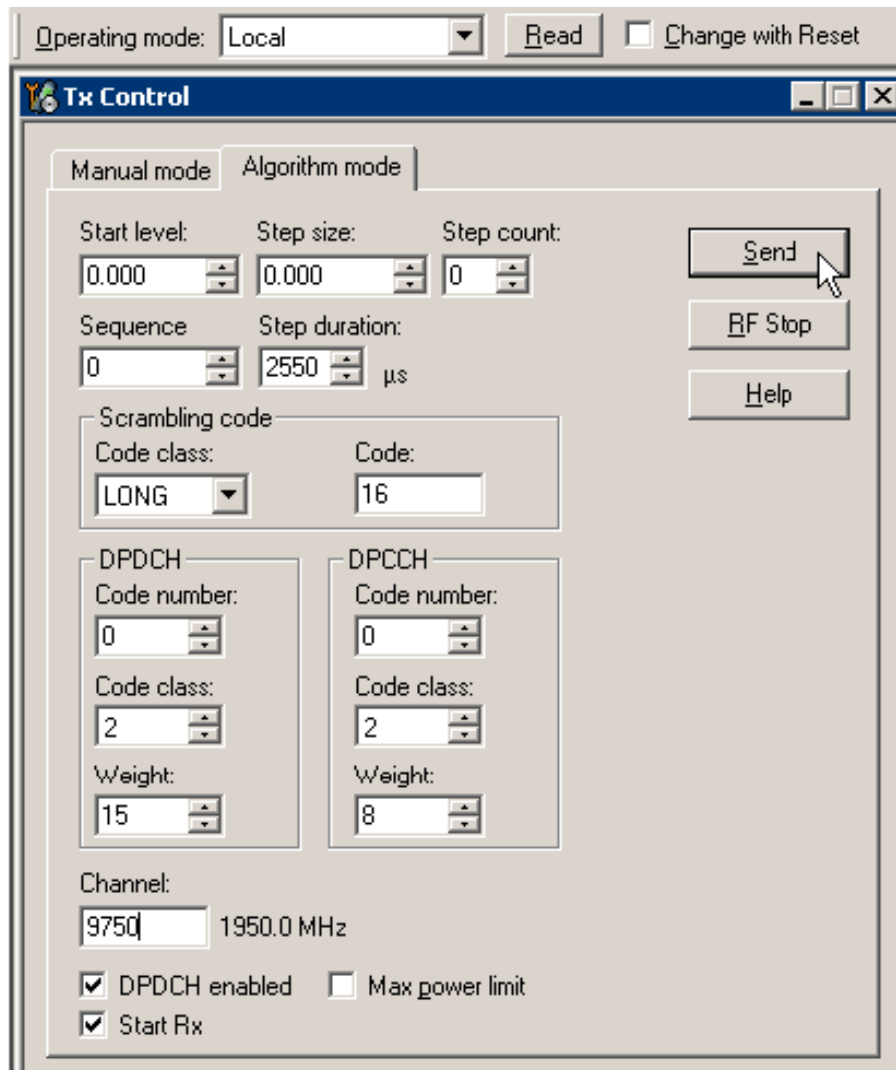 Operating mode: Local Read Change with Reset
Tx Control
Manual mode Algorithm mode
Start level: Step size: Step count:
0.000 0.000 0 Send
Sequence Step duration: RF Stop
0 2550 µs
Help
Scrambling code
Code class: Code:
LONG 16
DPDCH DPCCH
Code number: Code number:
0 0
Code class: Code class:
2 2
Weight: Weight:
15 8
Channel:
9750 1950.0 MHz
DPDCH enabled Max power limit
Start Rx